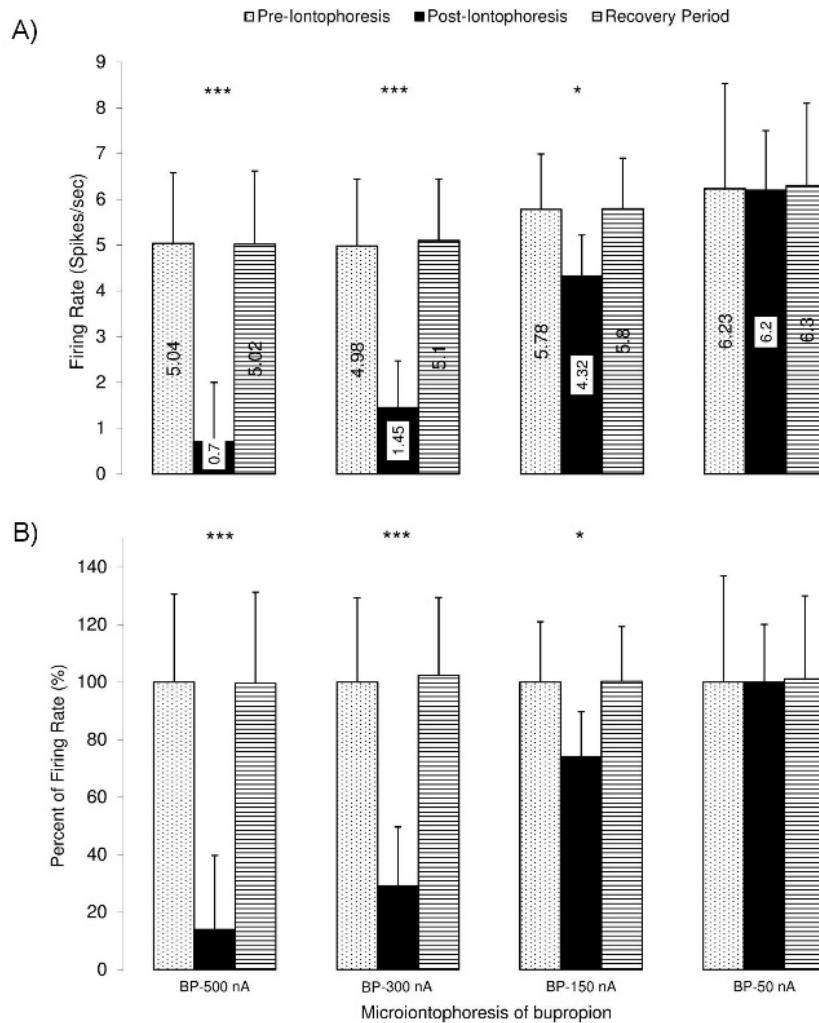 Pre-Iontophoresis Post-Iontophoresis Recovery Period
A)
Firing Rate (Spikes/sec)
9
8
7
6
5
4
3
2
1
0
*** *** *
5.04 0.7 5.02 4.98 1.45 5.1 5.78 4.32 5.8 6.23 6.2 6.3
B)
Percent of Firing Rate (%)
140
120
100
80
60
40
20
0
*** *** *
BP-500 nA BP-300 nA BP-150 nA BP-50 nA
Microiontophoresis of bupropion